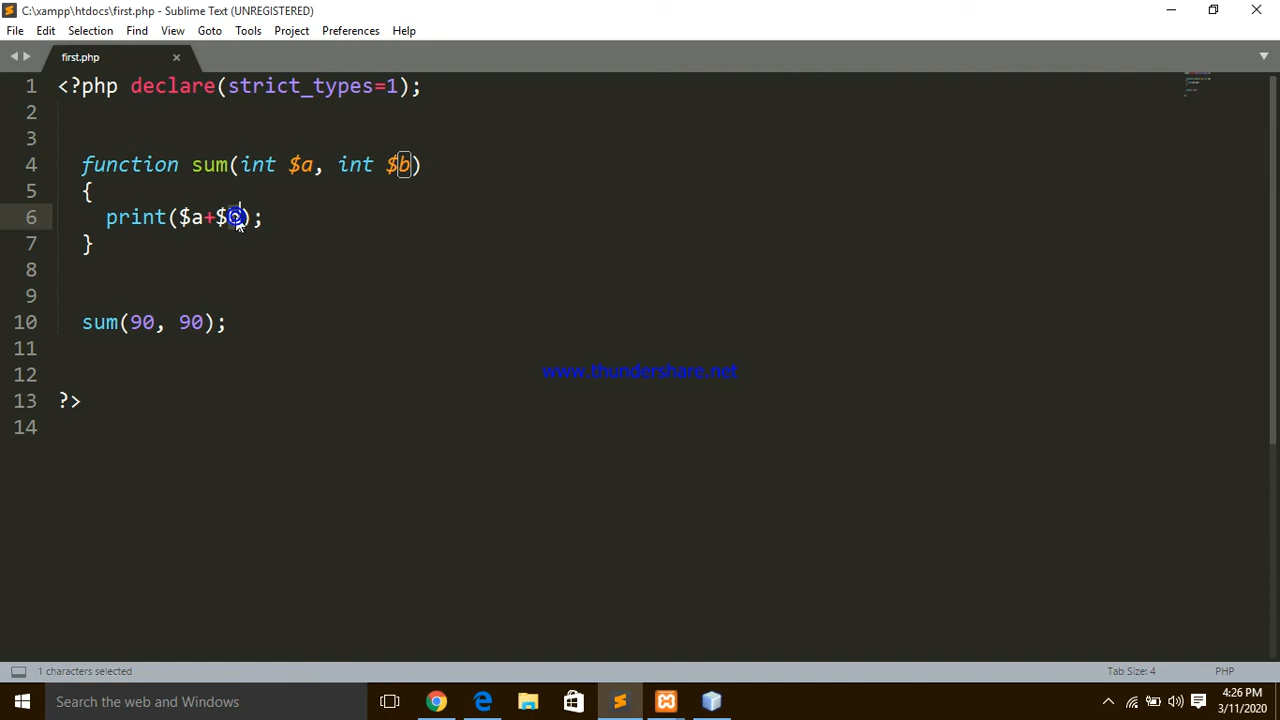 C:\xampp\htdocs\first.php - Sublime Text (UNREGISTERED)
File Edit Selection Find View Goto Tools Project Preferences Help
first.php
1 <?php declare(strict_types=1);
2
3
4 function sum(int $a, int $b)
5 {
6 print($a+$);
7 }
8
9
10 sum(90, 90);
11
www.thundershare.net
12
13 ?>
14
1 characters selected Tab Size: 4 PHP
Search the web and Windows
4:26 PM
3/11/2020